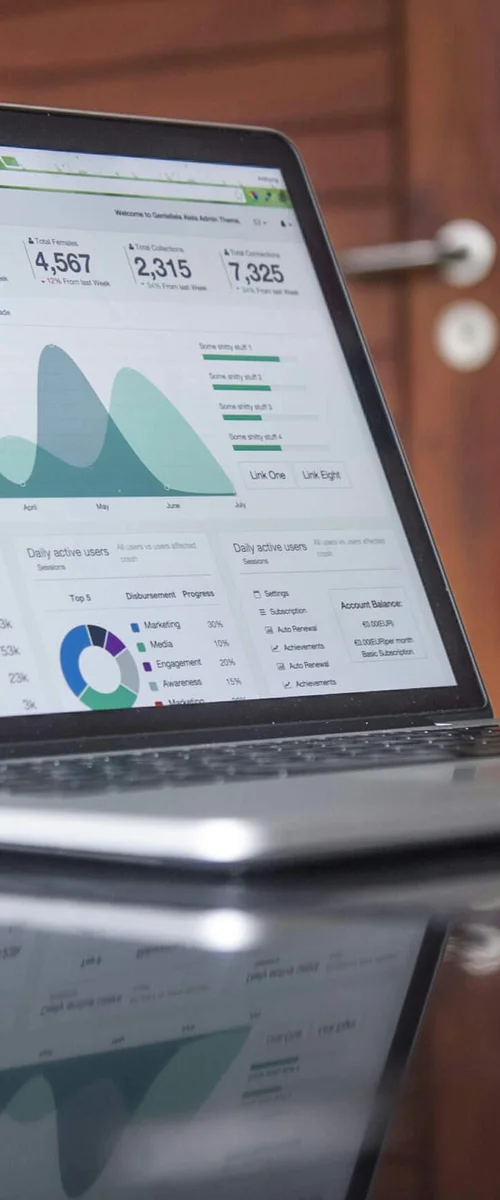 Welcome to Gentellela Alela Admin Theme.
Total Females
4,567
12% From last Week
Total Collections
2,315
34% From last Week
Total Connections
7,325
34% From last Week
Some shitty stuff 1
Some shitty stuff 2
Some shitty stuff 3
Some shitty stuff 4
Link One
Link Eight
April
May
June
July
Daily active users
Sessions
All users vs users affected
crash
Top 5
Disbursement
Progress
Marketing
30%
Media
10%
Engagement
20%
Awareness
15%
Marketing
3k
53k
23k
3k
Daily active users
Sessions
All users vs users affected
crash
Settings
Subscription
Auto Renewal
Achievements
Auto Renewal
Achievements
Account Balance:
€0.00(EUR)
€0.00(EUR)per month
Basic Subscription